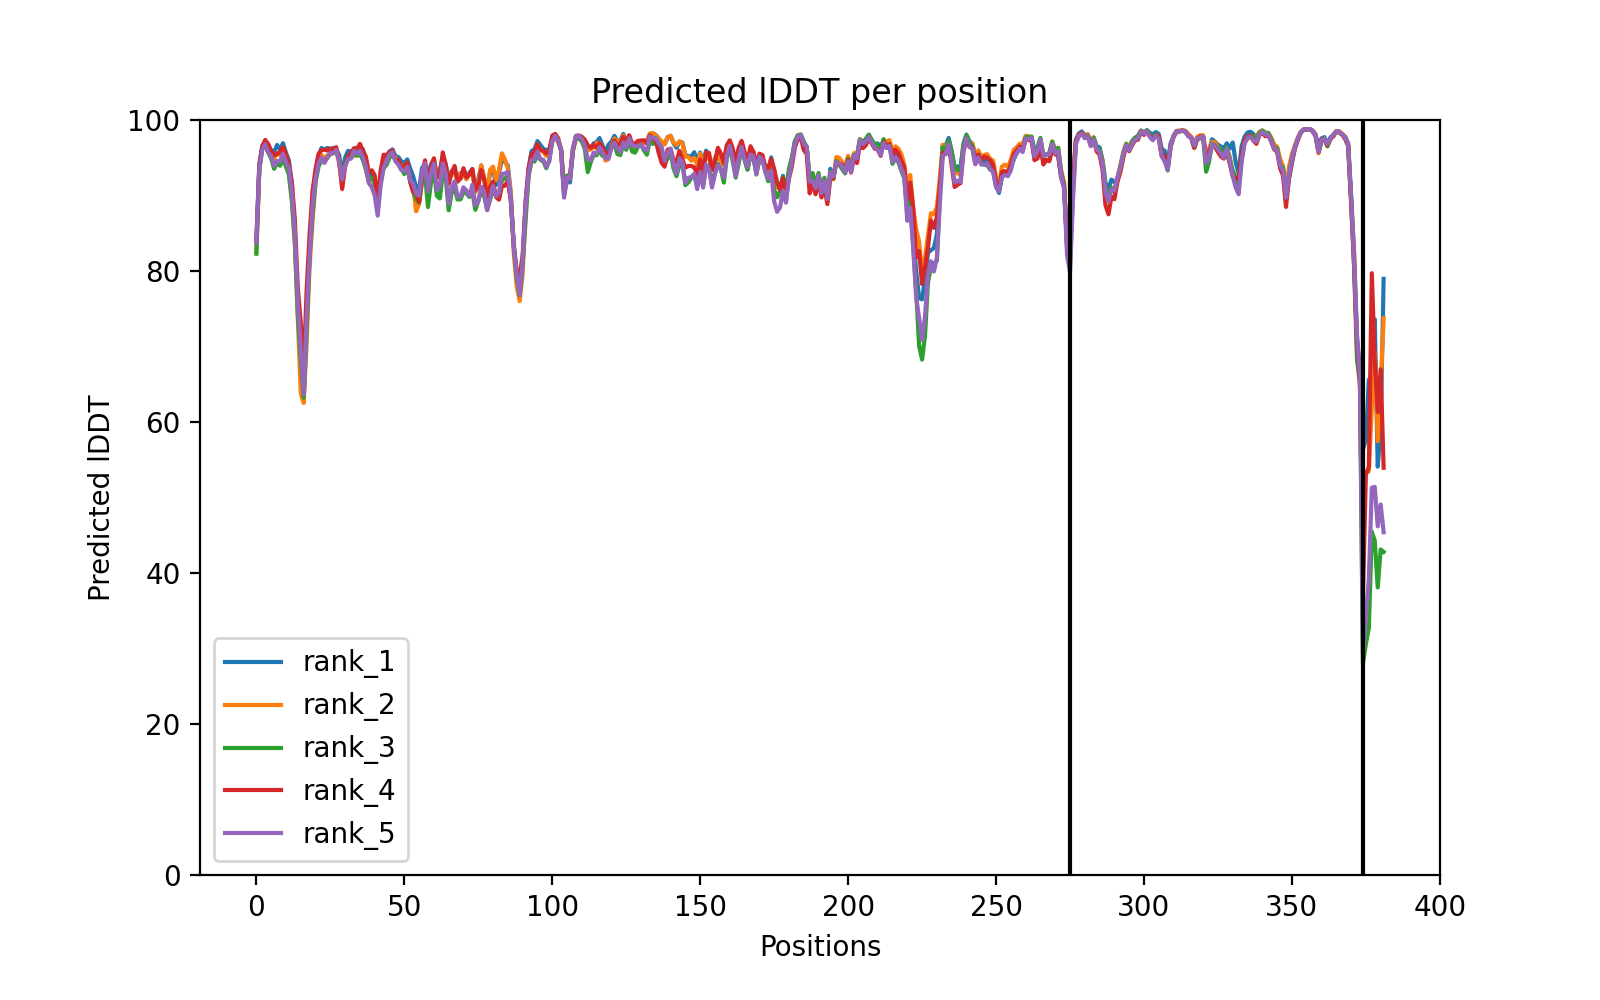 Predicted lDDT per position
100
80
60
40
20
0
Predicted lDDT
rank_1
rank_2
rank_3
rank_4
rank_5
0 50 100 150 200 250 300 350 400
Positions